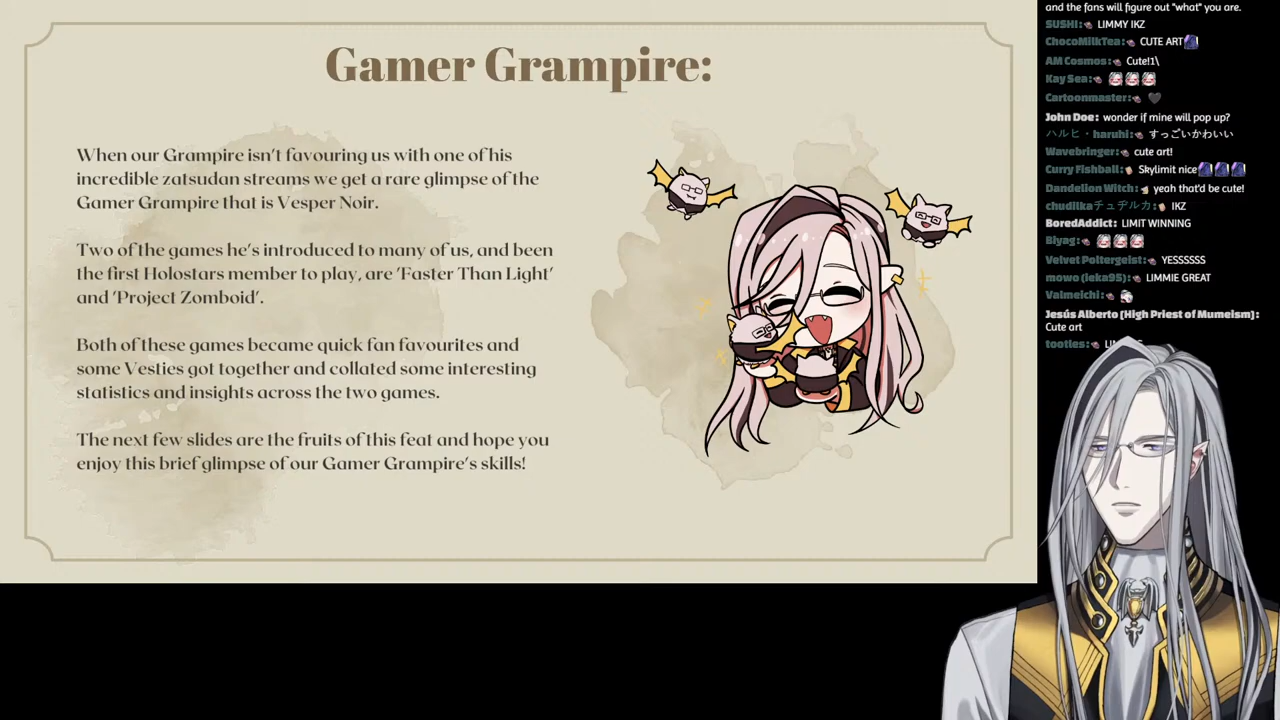 Gamer Grampire:
When our Grampire isn't favouring us with one of his
incredible zatsudan streams we get a rare glimpse of the
Gamer Grampire that is Vesper Noir.
Two of the games he's introduced to many of us, and been
the first Holostars member to play, are 'Faster Than Light'
and 'Project Zomboid'.
Both of these games became quick fan favourites and
some Vesties got together and collated some interesting
statistics and insights across the two games.
The next few slides are the fruits of this feat and hope you
enjoy this brief glimpse of our Gamer Grampire's skills!
and the fans will figure out "what" you are.
SUSHI: LIMMY IKZ
ChocoMilkTea: CUTE ART
AM Cosmos: Cute!1\
Kay Sea:
Cartoonmaster:
John Doe: wonder if mine will pop up?
ハルヒ・haruhi: すっごいかわいい
Wavebringer: cute art!
Curry Fishball: Skylimit nice
Dandelion Witch: yeah that'd be cute!
chudilkaチュヂルカ: IKZ
BoredAddict: LIMIT WINNING
Biyag:
Velvet Poltergeist: YESSSSSS
mowo (ieka95): LIMMIE GREAT
Valmeichi:
Jesús Alberto [High Priest of Mumeism]:
Cute art
tootles: